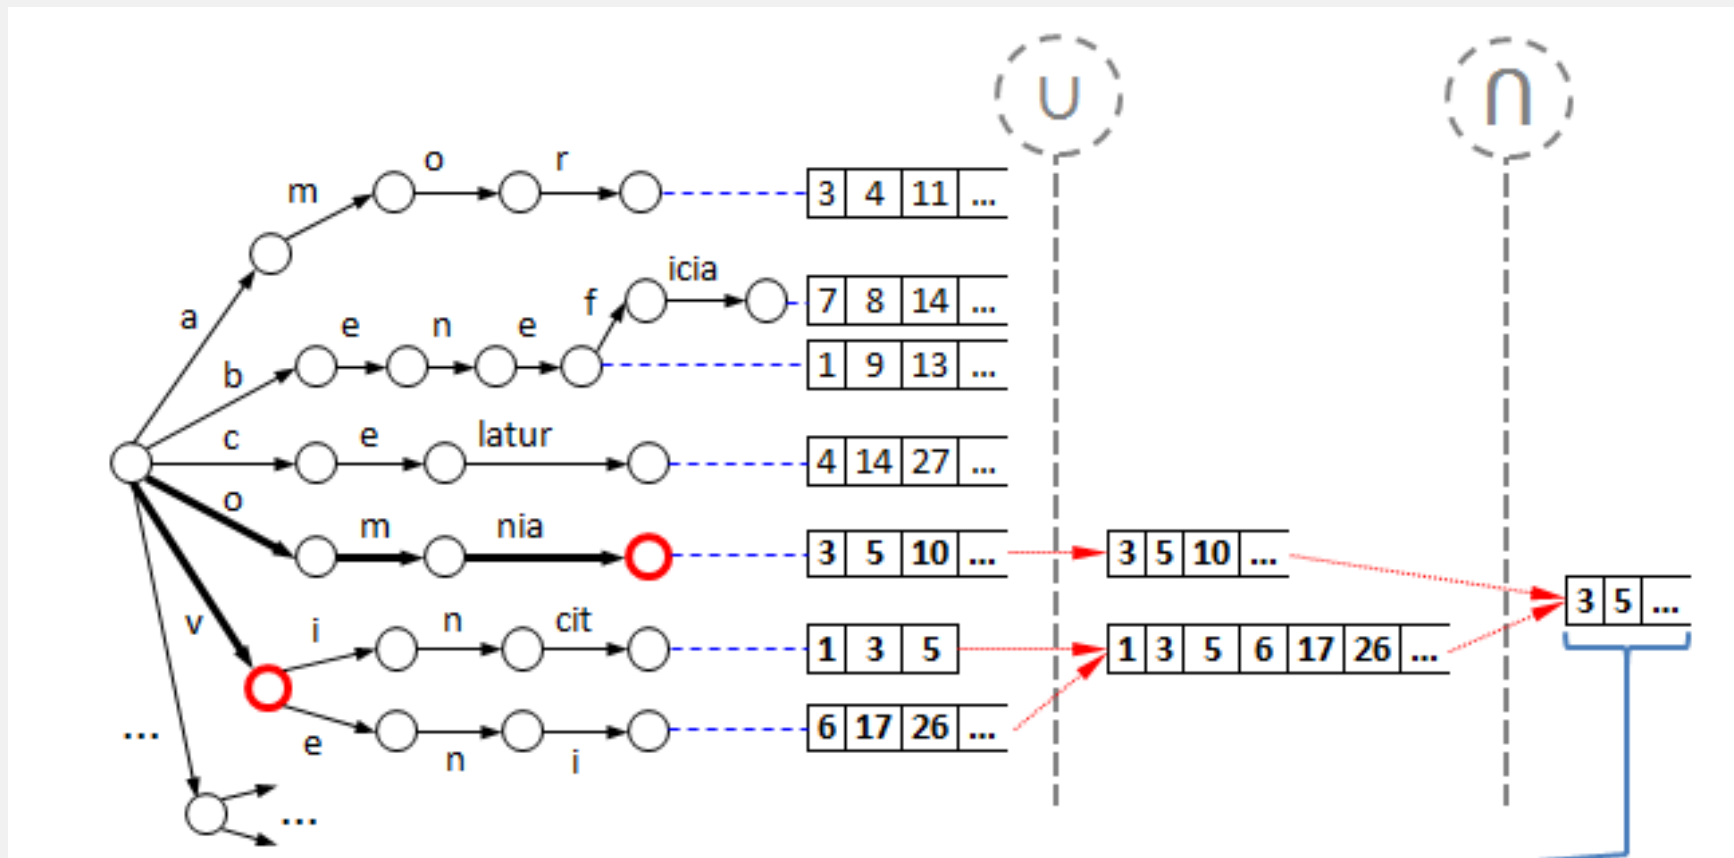 ∪
∩
o r
m
3 4 11 ...
icia
f
7 8 14 ...
a
e n e
b
1 9 13 ...
c e latur
4 14 27 ...
o
m nia
3 5 10 ...
3 5 10 ...
3 5 ...
v
i n cit
1 3 5
1 3 5 6 17 26 ...
6 17 26 ...
...
e n i
...